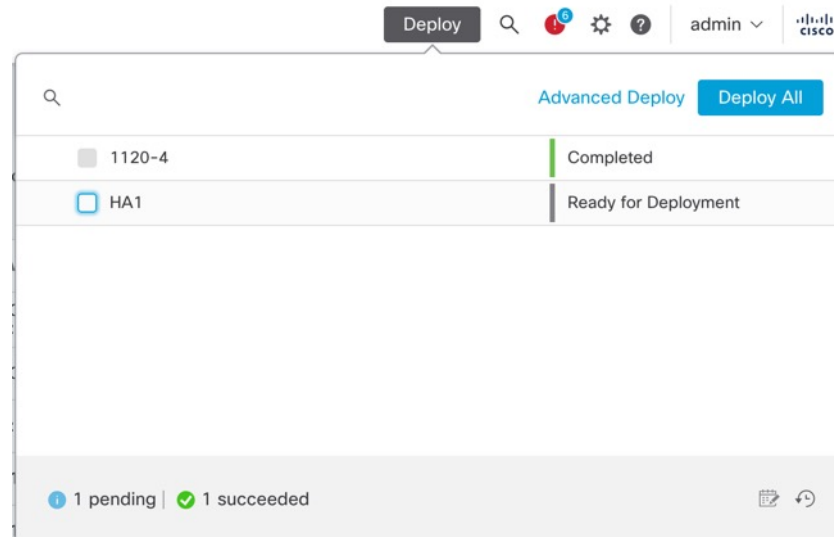 Deploy 6 ? admin
cisco
Advanced Deploy Deploy All
1120-4 Completed
HA1 Ready for Deployment
1 pending | 1 succeeded